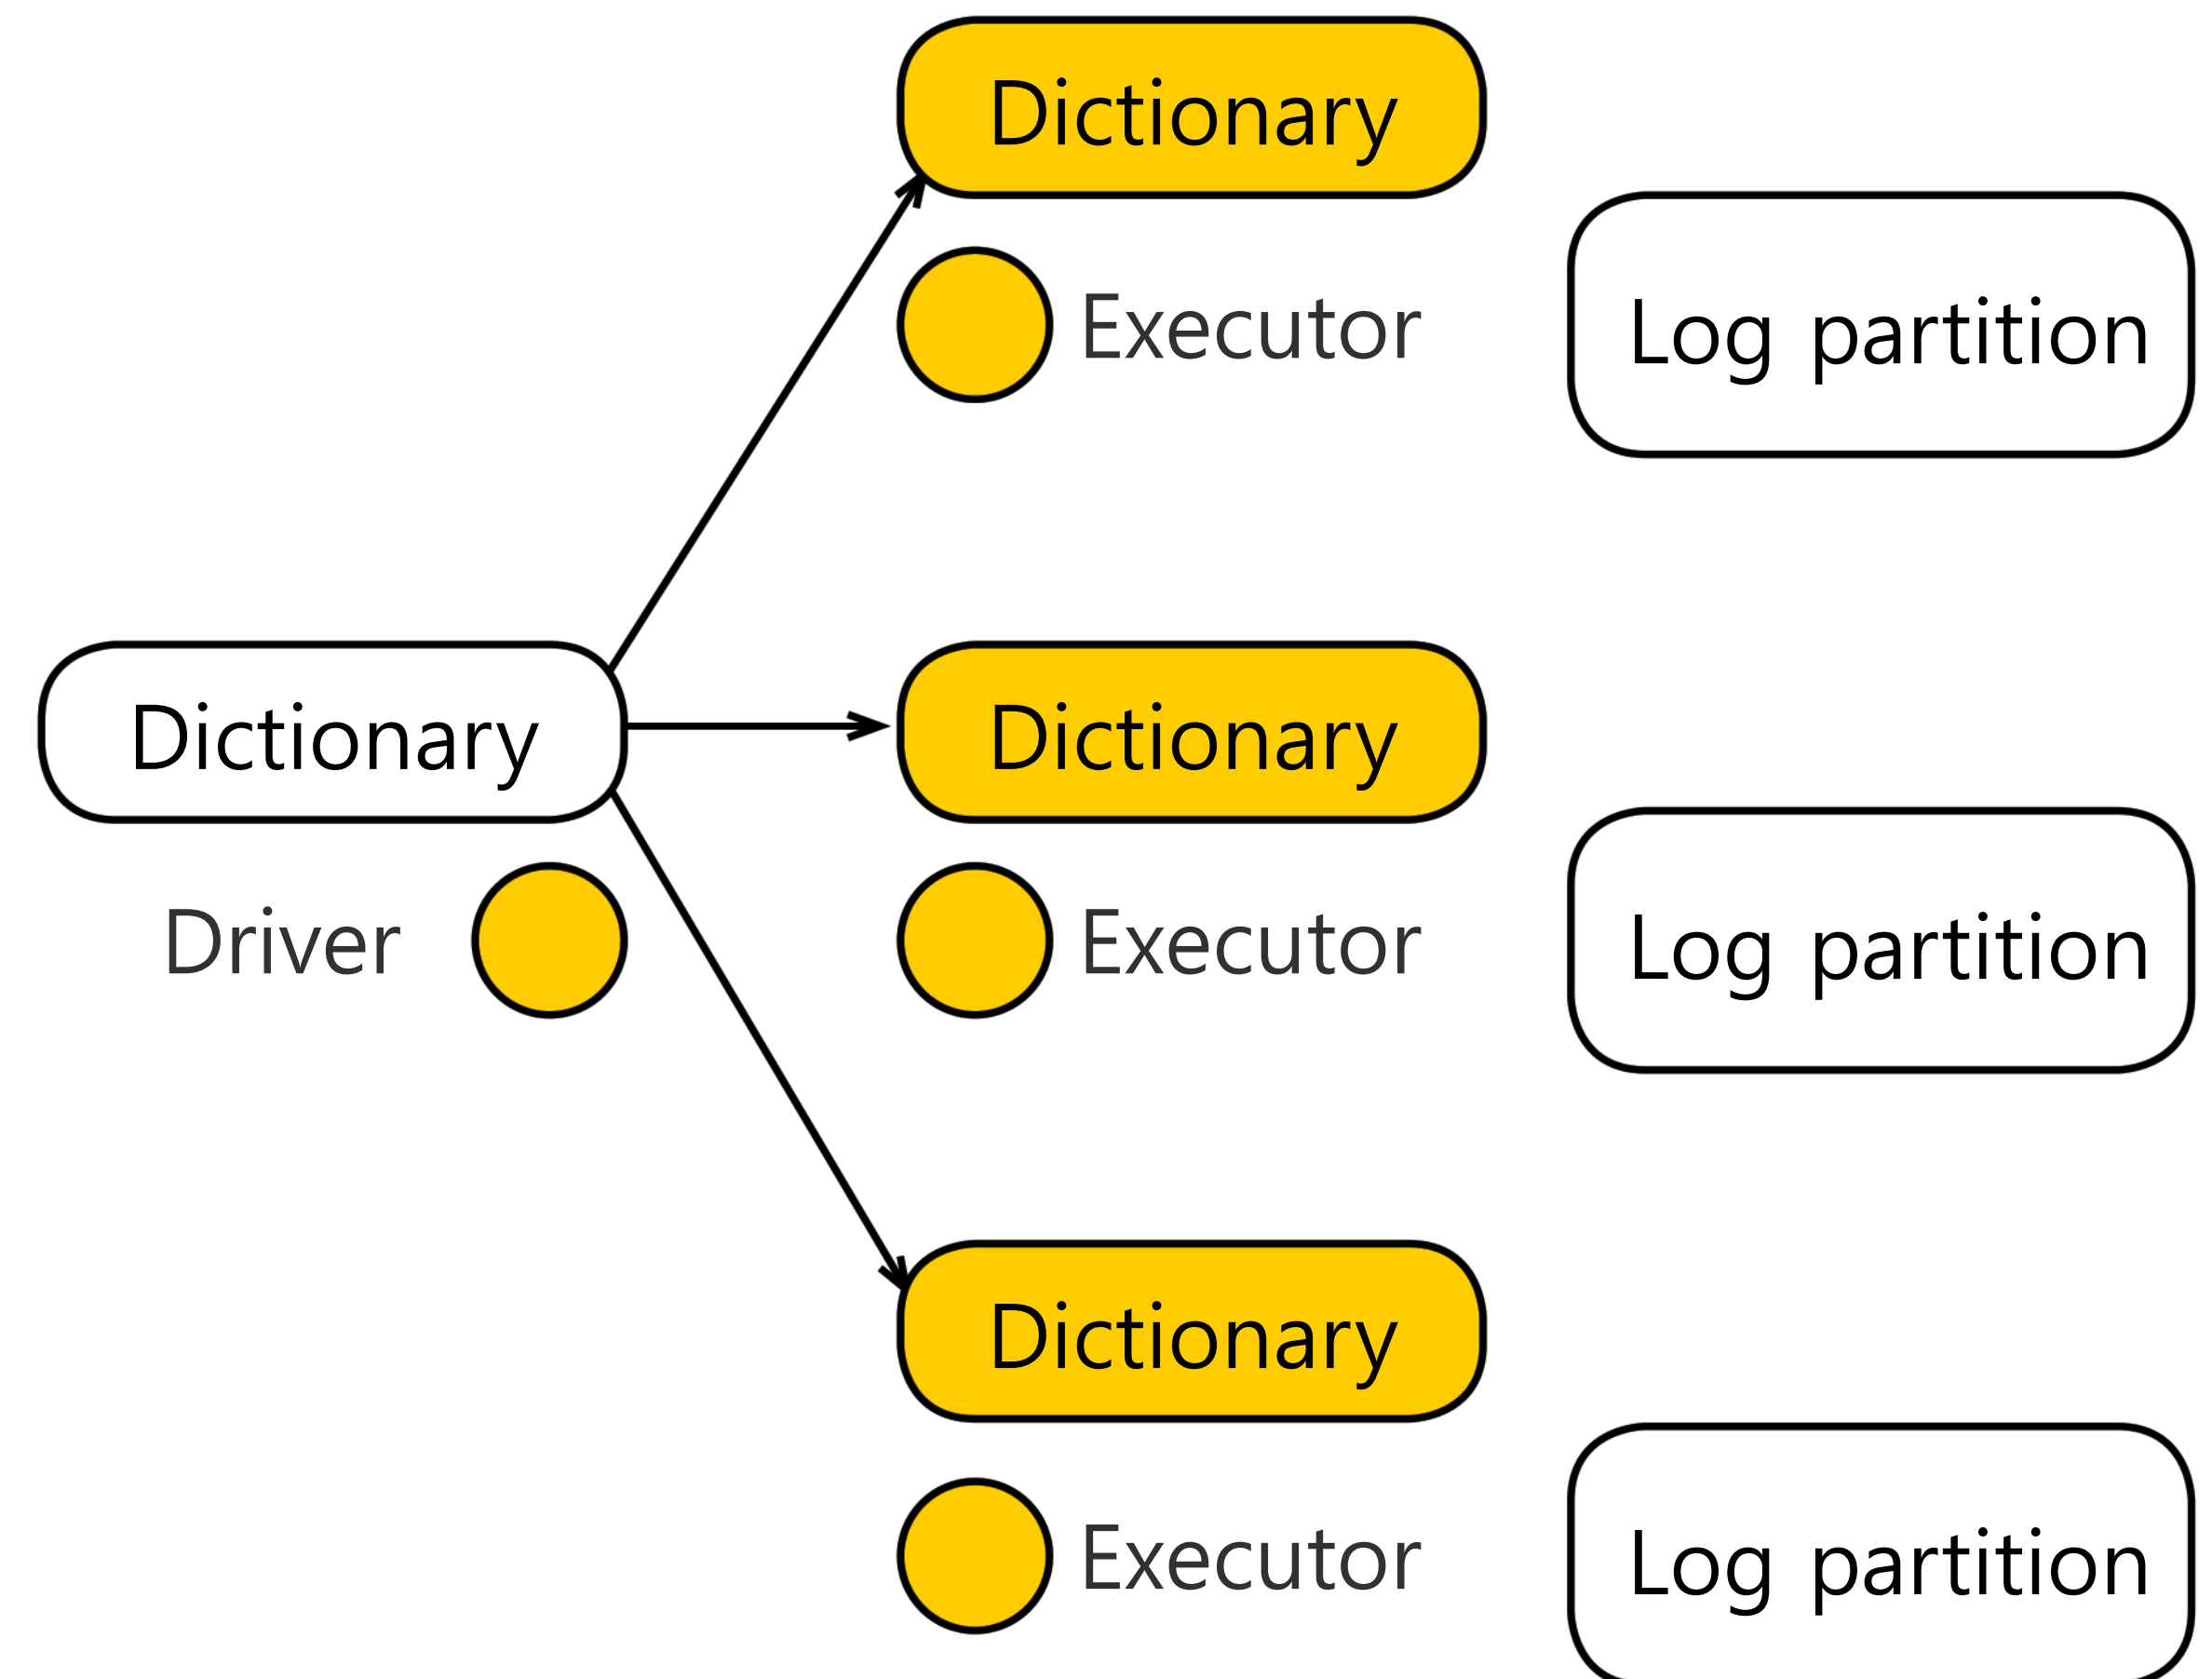 Dictionary
Executor
Log partition
Dictionary
Dictionary
Driver
Executor
Log partition
Dictionary
Executor
Log partition